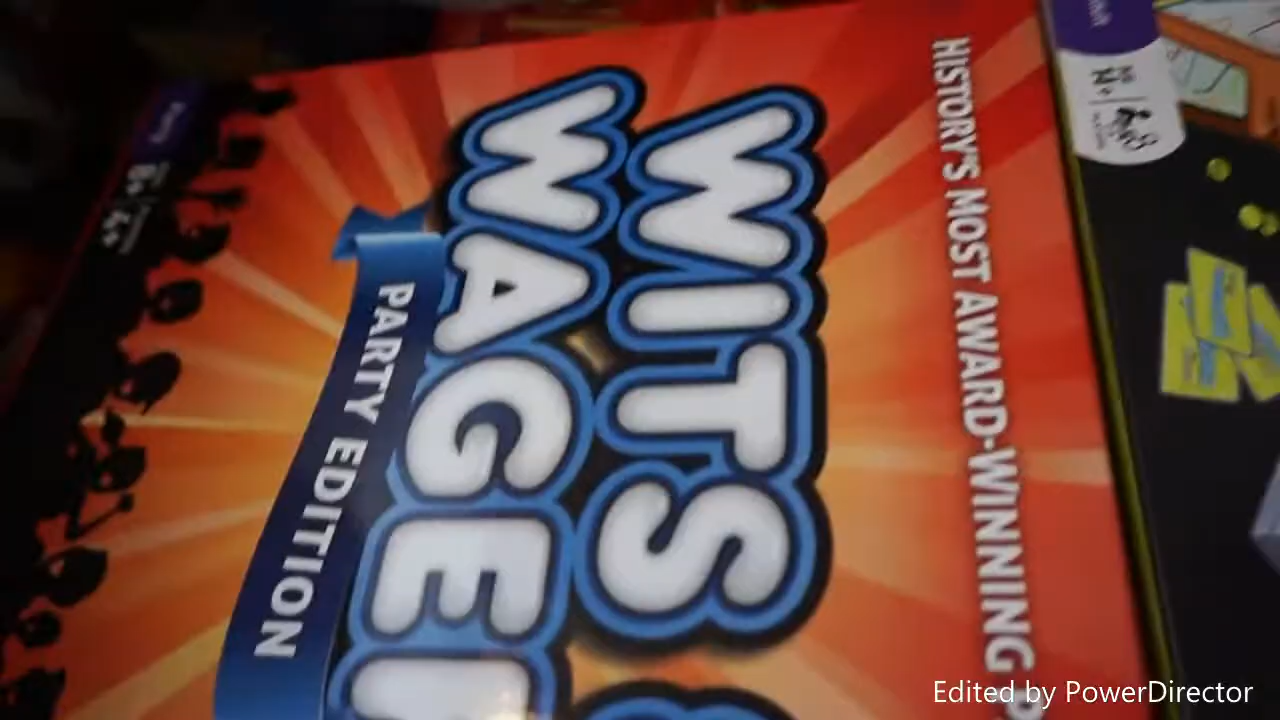 HISTORY'S MOST AWARD-WINNING
WITS
WAGE
PARTY EDITION
Edited by PowerDirector